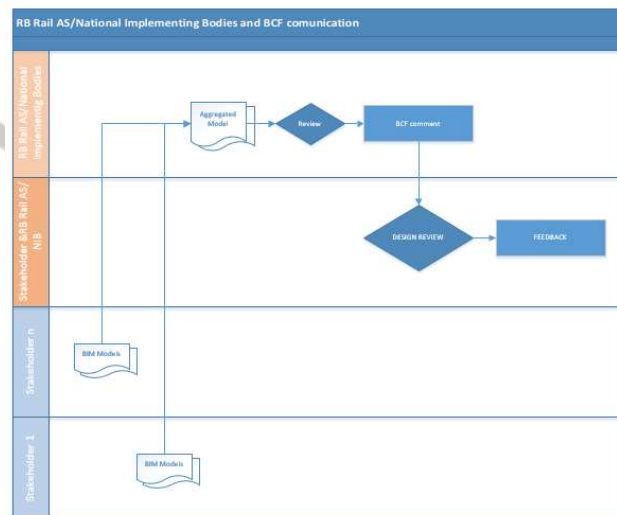 RB Rail AS/National Implementing Bodies and BCF comunication
RB Rail AS/National
Implementig Bodies
Aggregated
Model
Review
BCF comment
Stakeholder &RB Rail AS/
NIB
DESIGN REVIEW
FEEDBACK
Stakeholder n
BIM Models
Stakeholder 1
BIM Models